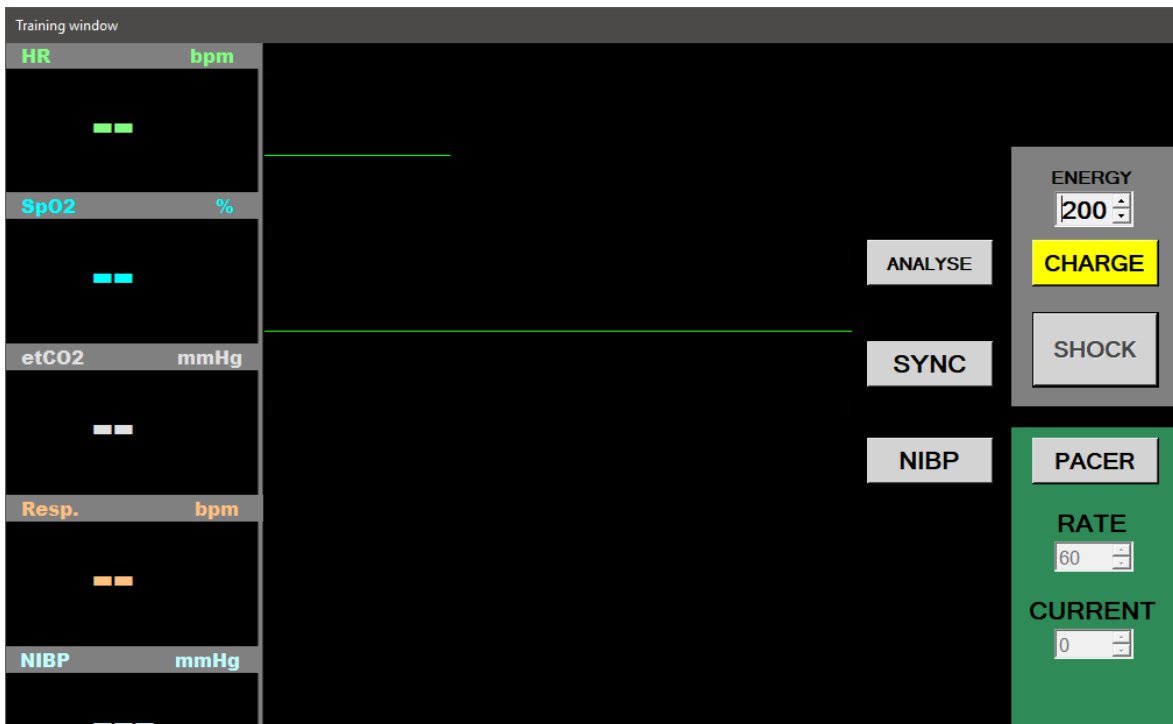 Training window
HR bpm
--
SpO2 %
--
etCO2 mmHg
--
Resp. bpm
--
NIBP mmHg
---
ANALYSE
SYNC
NIBP
ENERGY
200
CHARGE
SHOCK
PACER
RATE
60
CURRENT
0